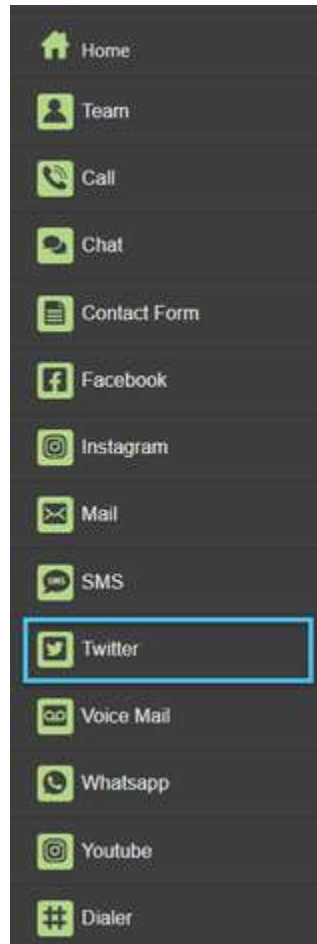 Home
Team
Call
Chat
Contact Form
Facebook
Instagram
Mail
SMS
Twitter
Voice Mail
Whatsapp
Youtube
Dialer